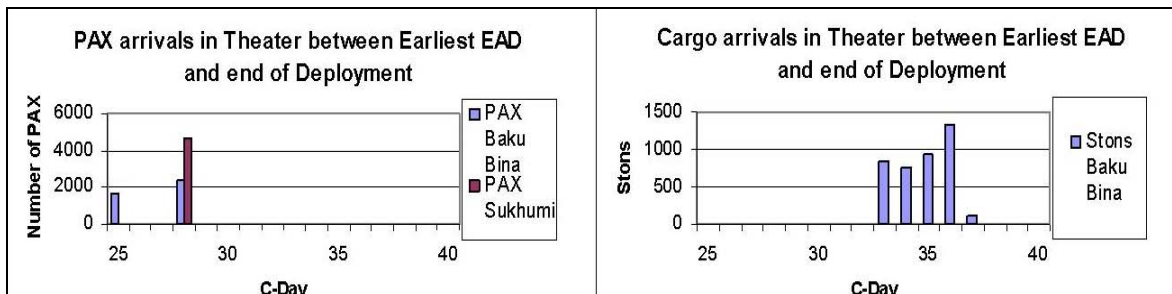 PAX arrivals in Theater between Earliest EAD
and end of Deployment
Number of PAX
6000
4000
2000
0
25
30
35
40
C-Day
PAX
Baku
Bina
PAX
Sukhumi
Cargo arrivals in Theater between Earliest EAD
and end of Deployment
Stons
1500
1000
500
0
25
30
35
40
C-Day
Stons
Baku
Bina